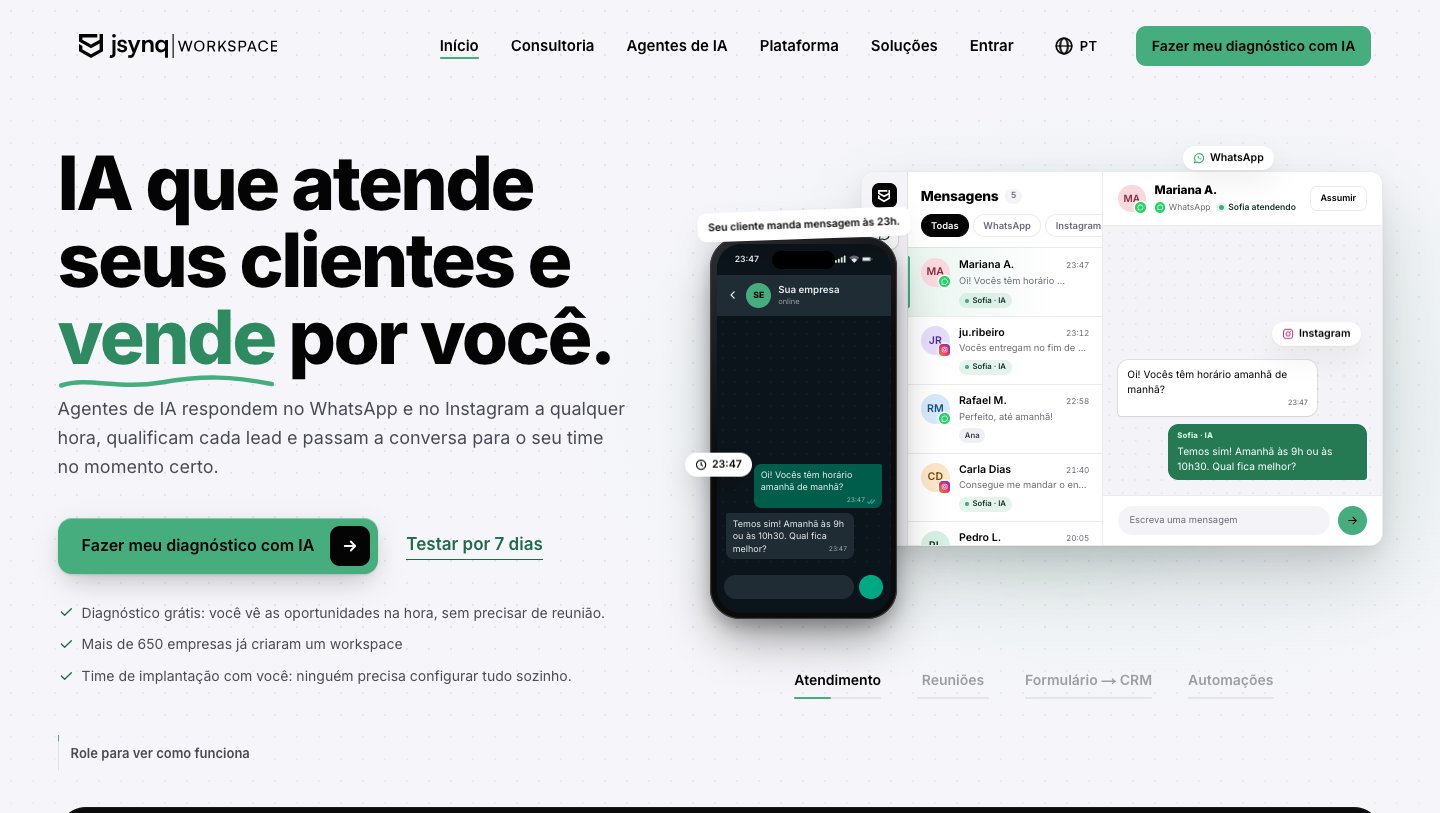 jsynq WORKSPACE
Início
Consultoria
Agentes de IA
Plataforma
Soluções
Entrar
PT
Fazer meu diagnóstico com IA
IA que atende
seus clientes e
vende por você.
Agentes de IA respondem no WhatsApp e no Instagram a qualquer
hora, qualificam cada lead e passam a conversa para o seu time
no momento certo.
Fazer meu diagnóstico com IA
Testar por 7 dias
Diagnóstico grátis: você vê as oportunidades na hora, sem precisar de reunião.
Mais de 650 empresas já criaram um workspace
Time de implantação com você: ninguém precisa configurar tudo sozinho.
Role para ver como funciona
Seu cliente manda mensagem às 23h.
23:47
SE
Sua empresa
online
23:47
Oi! Vocês têm horário
amanhã de manhã?
23:47
Temos sim! Amanhã às 9h
ou às 10h30. Qual fica
melhor?
23:47
Mensagens 5
Todas
WhatsApp
Instagram
MA
Mariana A.
23:47
Oi! Vocês têm horário ...
Sofia · IA
JR
ju.ribeiro
23:12
Vocês entregam no fim de ...
Sofia · IA
RM
Rafael M.
22:58
Perfeito, até amanhã!
Ana
CD
Carla Dias
21:40
Consegue me mandar o en...
Sofia · IA
Pedro L.
20:05
WhatsApp
MA
Mariana A.
WhatsApp
Sofia atendendo
Assumir
Instagram
Oi! Vocês têm horário amanhã de
manhã?
23:47
Sofia · IA
Temos sim! Amanhã às 9h ou às
10h30. Qual fica melhor?
Escreva uma mensagem
Atendimento
Reuniões
Formulário → CRM
Automações